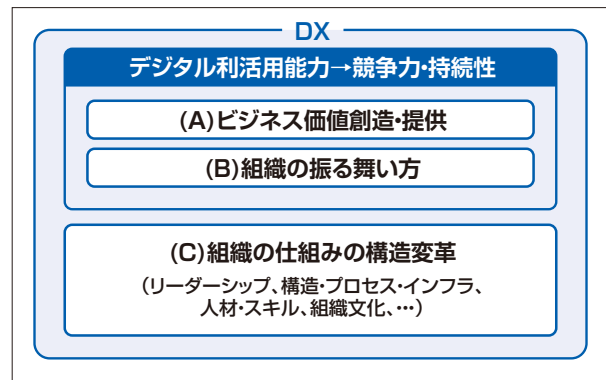 DX
デジタル利活用能力→競争力・持続性
(A)ビジネス価値創造・提供
(B)組織の振る舞い方
(C)組織の仕組みの構造変革
(リーダーシップ、構造・プロセス・インフラ、
人材・スキル、組織文化、…)